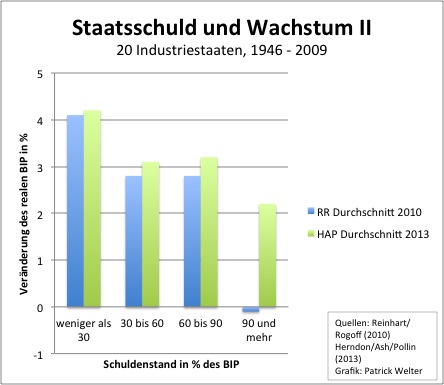 Staatsschuld und Wachstum II
20 Industriestaaten, 1946 - 2009
Veränderung des realen BIP in %
5
4
3
2
1
0
-1
weniger als
30
30 bis 60
60 bis 90
90 und
mehr
Schuldenstand in % des BIP
RR Durchschnitt 2010
HAP Durchschnitt 2013
Quellen: Reinhart/
Rogoff (2010)
Herndon/Ash/Pollin
(2013)
Grafik: Patrick Welter